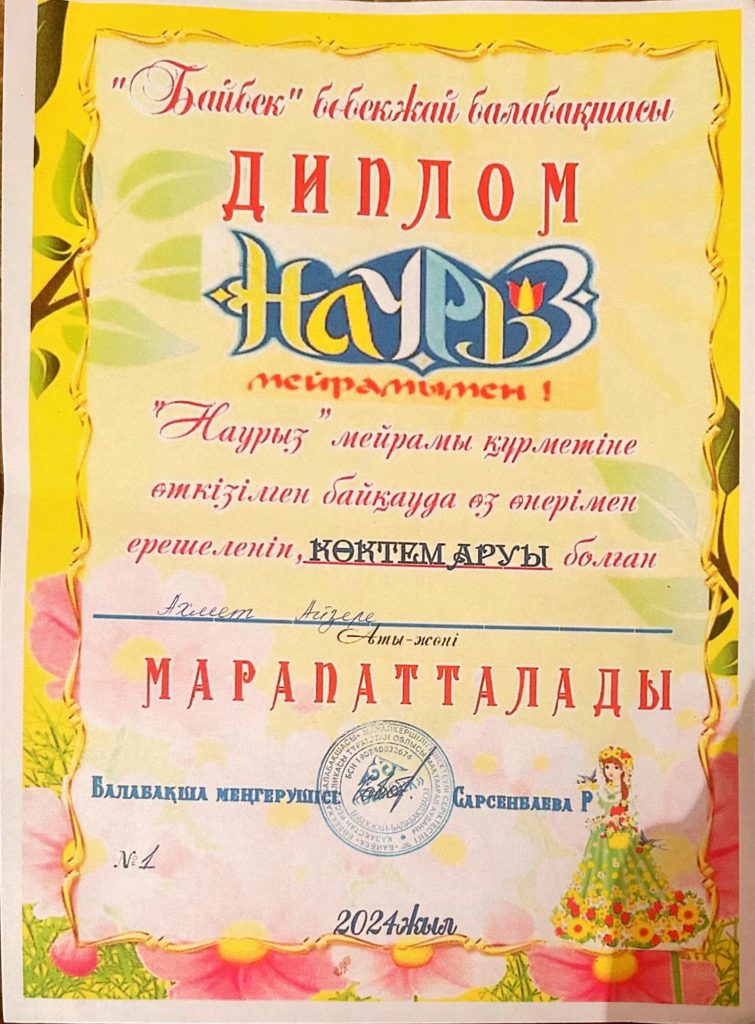 "Байбек" бөбекжай балабақшасы
ДИПЛОМ
НАУРЫЗ
мейрамымен !
"Наурыз" мейрамы құрметіне
өткізілген байқауда өз өнерімен
ерешеленіп, КӨКТЕМ АРУЫ болған
Ахмет Айзере
Аты-жөні
МАРАПАТТАЛАДЫ
Балабақша меңгерушісі Сарсенбаева Р
№1
2024жыл